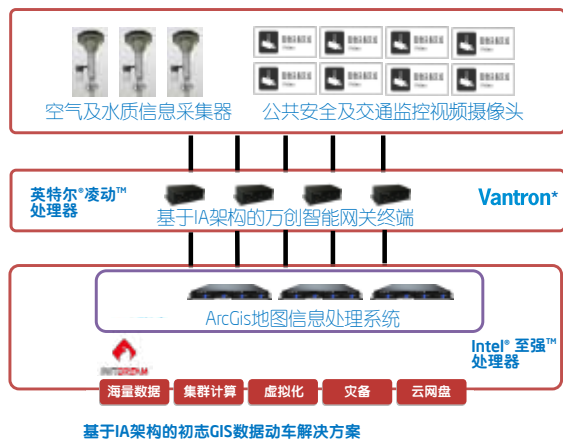 空气及水质信息采集器
公共安全及交通监控视频摄像头
英特尔®凌动™
处理器
Vantron*
基于IA架构的万创智能网关终端
ArcGis地图信息处理系统
Intel® 至强™
处理器
海量数据
集群计算
虚拟化
灾备
云网盘
基于IA架构的初志GIS数据动车解决方案